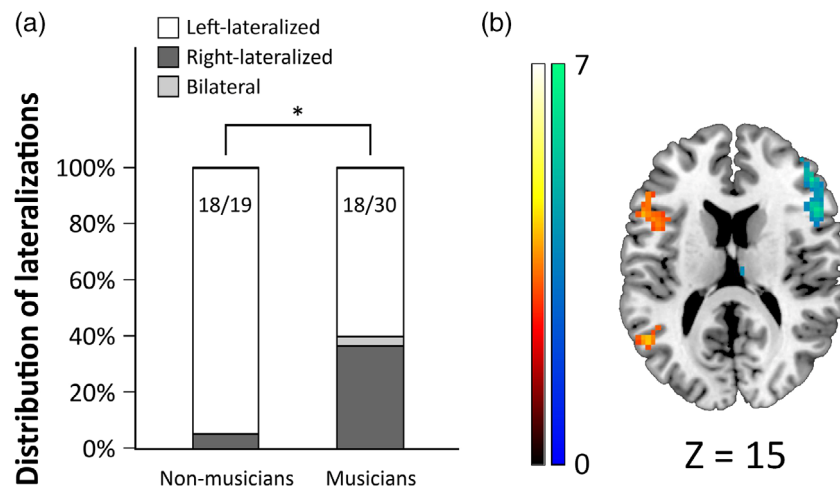 (a)
Left-lateralized
Right-lateralized
Bilateral
Distribution of lateralizations
*
100%
80%
60%
40%
20%
0%
18/19
18/30
Non-musicians
Musicians
(b)
7
0
Z = 15